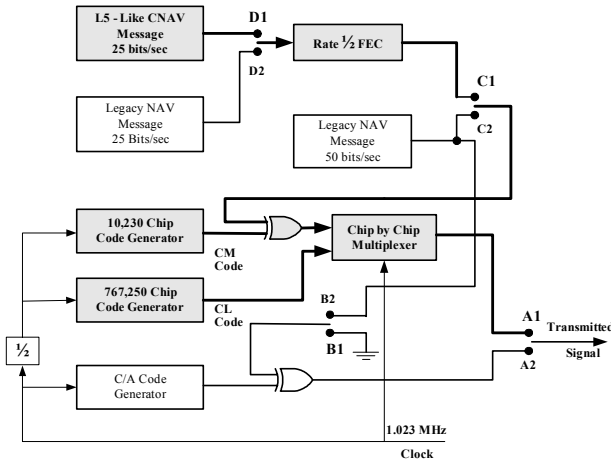 L5 - Like CNAV
Message
25 bits/sec
D1
D2
Rate ½ FEC
Legacy NAV
Message
25 Bits/sec
C1
C2
Legacy NAV
Message
50 bits/sec
10,230 Chip
Code Generator
CM
Code
Chip by Chip
Multiplexer
767,250 Chip
Code Generator
CL
Code
B2
B1
A1
A2
Transmitted
Signal
½
C/A Code
Generator
1.023 MHz
Clock